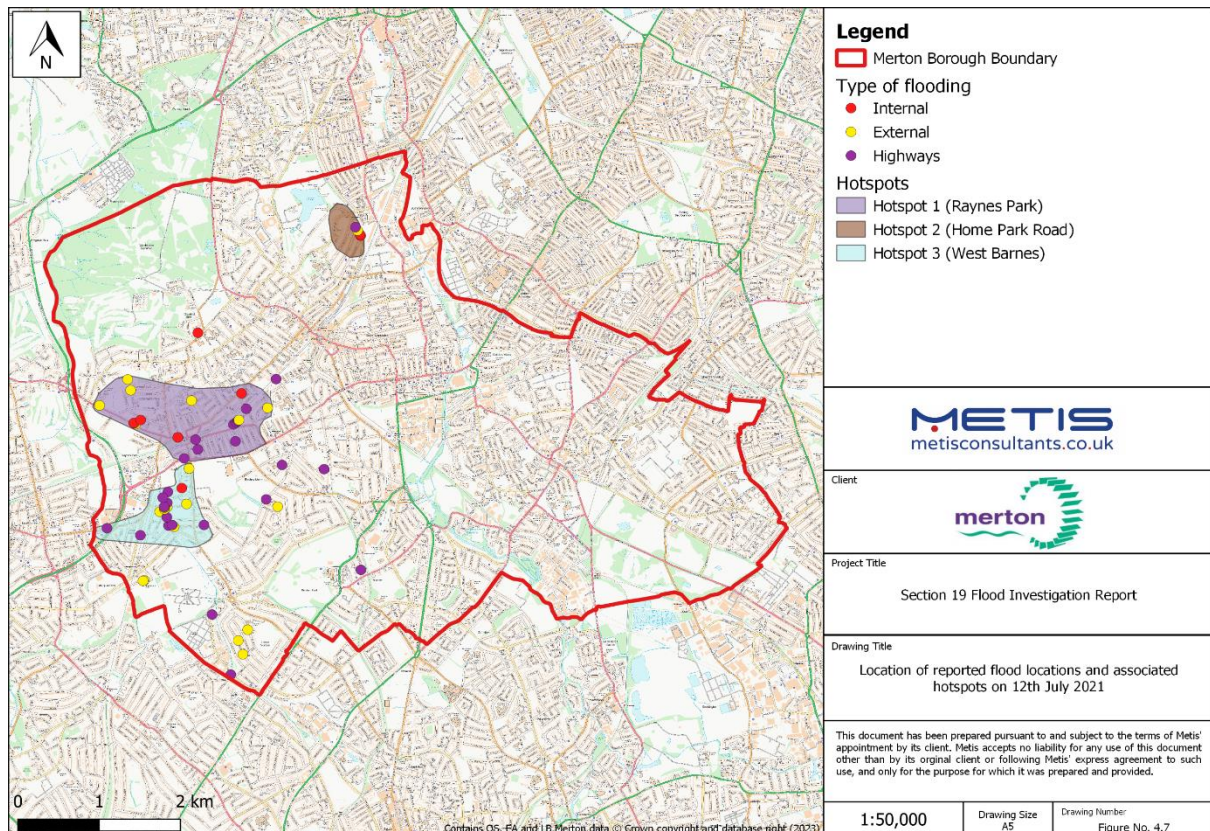 N
0 1 2 km
Contains OS, EA and LB Merton data © Crown copyright and database right (2023)
Legend
Merton Borough Boundary
Type of flooding
Internal
External
Highways
Hotspots
Hotspot 1 (Raynes Park)
Hotspot 2 (Home Park Road)
Hotspot 3 (West Barnes)
METIS
metisconsultants.co.uk
Client
merton
Project Title
Section 19 Flood Investigation Report
Drawing Title
Location of reported flood locations and associated
hotspots on 12th July 2021
This document has been prepared pursuant to and subject to the terms of Metis'
appointment by its client. Metis accepts no liability for any use of this document
other than by its orginal client or following Metis' express agreement to such
use, and only for the purpose for which it was prepared and provided.
1:50,000
Drawing Size
A5
Drawing Number
Figure No. 4.7